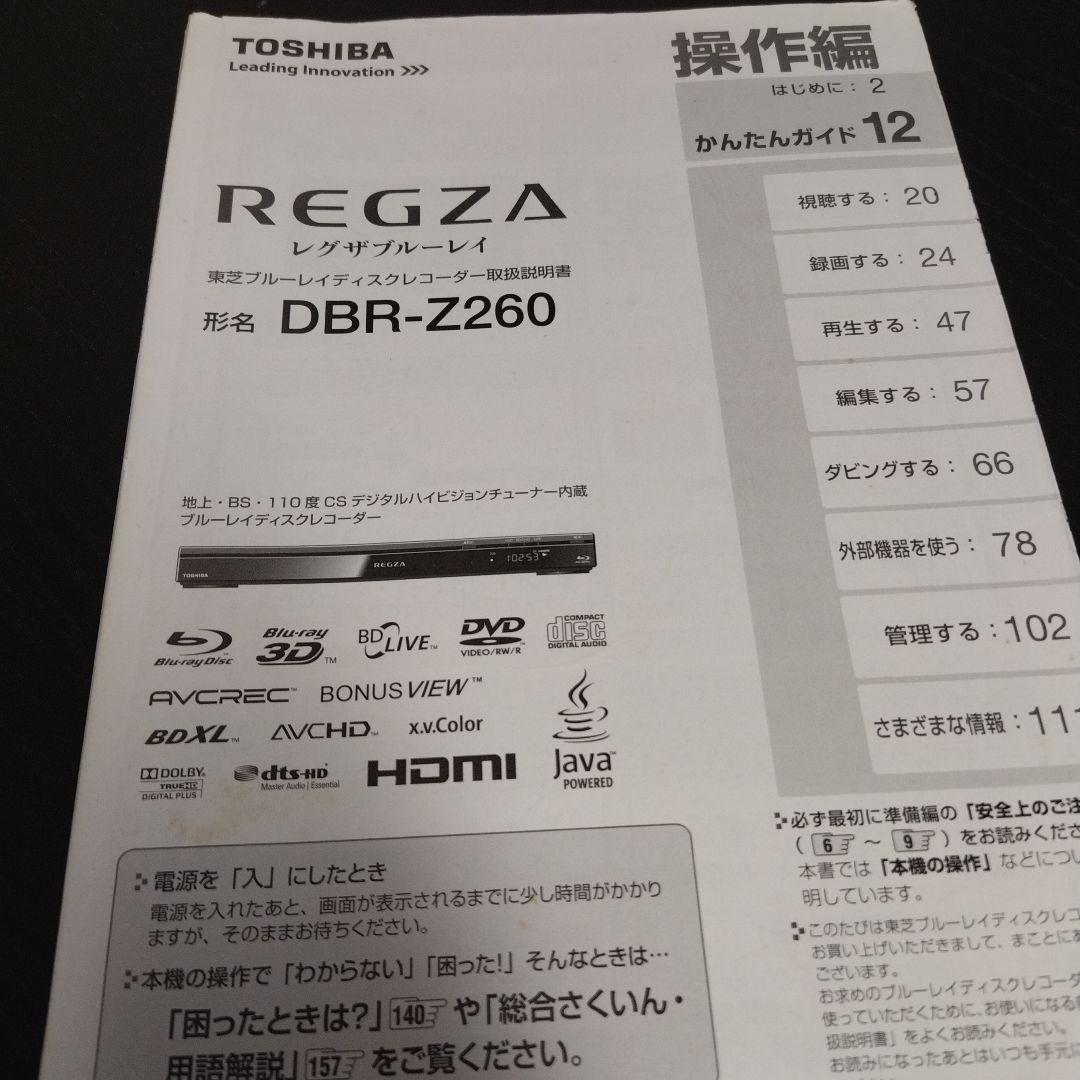 TOSHIBA
Leading Innovation >>>
操作編
はじめに： 2
かんたんガイド 12
視聴する： 20
録画する： 24
再生する： 47
編集する： 57
ダビングする： 66
外部機器を使う： 78
管理する：102
さまざまな情報：111
REGZA
レグザブルーレイ
東芝ブルーレイディスクレコーダー取扱説明書
形名 DBR-Z260
地上・BS・110度CSデジタルハイビジョンチューナー内蔵
ブルーレイディスクレコーダー
TOSHIBA
REGZA
102:53
Blu-ray Disc
Blu-ray 3D™
BD LIVE™
DVD VIDEO/RW/R
COMPACT disc DIGITAL AUDIO
AVCREC™ BONUSVIEW™
BDXL™ AVCHD™ x.v.Color
DOLBY® TRUEHD DIGITAL PLUS
dts-HD Master Audio | Essential
HDMI
Java™ POWERED
電源を「入」にしたとき
電源を入れたあと、画面が表示されるまでに少し時間がかかり
ますが、そのままお待ちください。
本機の操作で「わからない」「困った!」そんなときは…
「困ったときは?」140 や「総合さくいん・
用語解説」157 をご覧ください。
必ず最初に準備編の「安全上のご注
（ 6 ～ 9 ）をお読みくださ
本書では「本機の操作」などについ
明しています。
このたびは東芝ブルーレイディスクレコ
お買い上げいただきまして、まことにあ
ございます。
お求めのブルーレイディスクレコーダ
使っていただくために、お使いになる
扱説明書」をよくお読みください。
お読みになったあとはいつも手元に